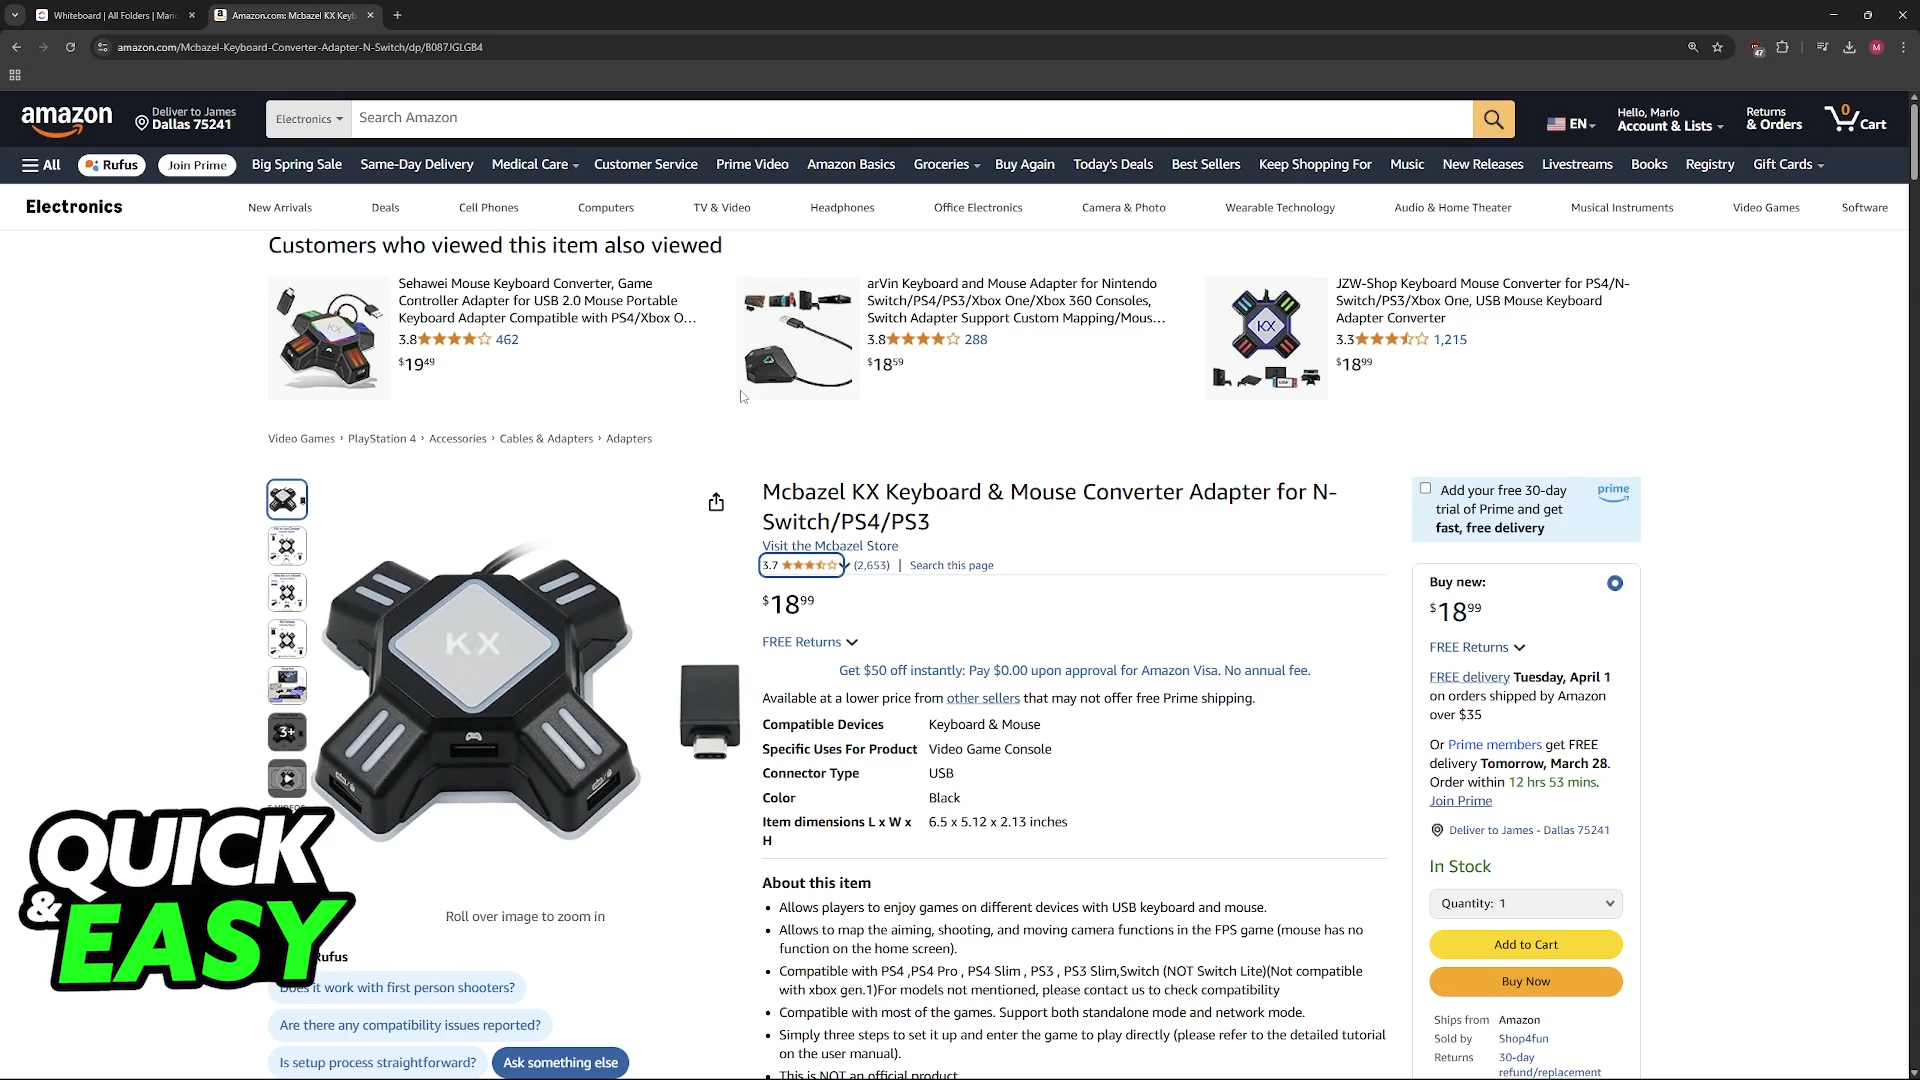 Whiteboard | All Folders | Mario
Amazon.com: Mcbazel KX Keyb
amazon.com/Mcbazel-Keyboard-Converter-Adapter-N-Switch/dp/B087JGLGB4
47
M
amazon
Deliver to James
Dallas 75241
Electronics
Search Amazon
EN
Hello, Mario
Account & Lists
Returns
& Orders
0
Cart
All
Rufus
Join Prime
Big Spring Sale
Same-Day Delivery
Medical Care
Customer Service
Prime Video
Amazon Basics
Groceries
Buy Again
Today's Deals
Best Sellers
Keep Shopping For
Music
New Releases
Livestreams
Books
Registry
Gift Cards
Electronics
New Arrivals
Deals
Cell Phones
Computers
TV & Video
Headphones
Office Electronics
Camera & Photo
Wearable Technology
Audio & Home Theater
Musical Instruments
Video Games
Software
Customers who viewed this item also viewed
Sehawei Mouse Keyboard Converter, Game
Controller Adapter for USB 2.0 Mouse Portable
Keyboard Adapter Compatible with PS4/Xbox O…
3.8 462
$19.49
arVin Keyboard and Mouse Adapter for Nintendo
Switch/PS4/PS3/Xbox One/Xbox 360 Consoles,
Switch Adapter Support Custom Mapping/Mous…
3.8 288
$18.59
KX
JZW-Shop Keyboard Mouse Converter for PS4/N-
Switch/PS3/Xbox One, USB Mouse Keyboard
Adapter Converter
3.3 1,215
$18.99
Video Games › PlayStation 4 › Accessories › Cables & Adapters › Adapters
3+
KX
Roll over image to zoom in
QUICK
& EASY
Rufus
Does it work with first person shooters?
Are there any compatibility issues reported?
Is setup process straightforward?
Ask something else
Mcbazel KX Keyboard & Mouse Converter Adapter for N-
Switch/PS4/PS3
Visit the Mcbazel Store
3.7 (2,653) | Search this page
$18.99
FREE Returns
Get $50 off instantly: Pay $0.00 upon approval for Amazon Visa. No annual fee.
Available at a lower price from other sellers that may not offer free Prime shipping.
Compatible Devices Keyboard & Mouse
Specific Uses For Product Video Game Console
Connector Type USB
Color Black
Item dimensions L x W x 6.5 x 5.12 x 2.13 inches
H
About this item
• Allows players to enjoy games on different devices with USB keyboard and mouse.
• Allows to map the aiming, shooting, and moving camera functions in the FPS game (mouse has no
function on the home screen).
• Compatible with PS4 ,PS4 Pro , PS4 Slim , PS3 , PS3 Slim,Switch (NOT Switch Lite)(Not compatible
with xbox gen.1)For models not mentioned, please contact us to check compatibility
• Compatible with most of the games. Support both standalone mode and network mode.
• Simply three steps to set it up and enter the game to play directly (please refer to the detailed tutorial
on the user manual).
• This is NOT an official product
Add your free 30-day
trial of Prime and get
fast, free delivery
prime
Buy new:
$18.99
FREE Returns
FREE delivery Tuesday, April 1
on orders shipped by Amazon
over $35
Or Prime members get FREE
delivery Tomorrow, March 28.
Order within 12 hrs 53 mins.
Join Prime
Deliver to James - Dallas 75241
In Stock
Quantity: 1
Add to Cart
Buy Now
Ships from Amazon
Sold by Shop4fun
Returns 30-day
refund/replacement